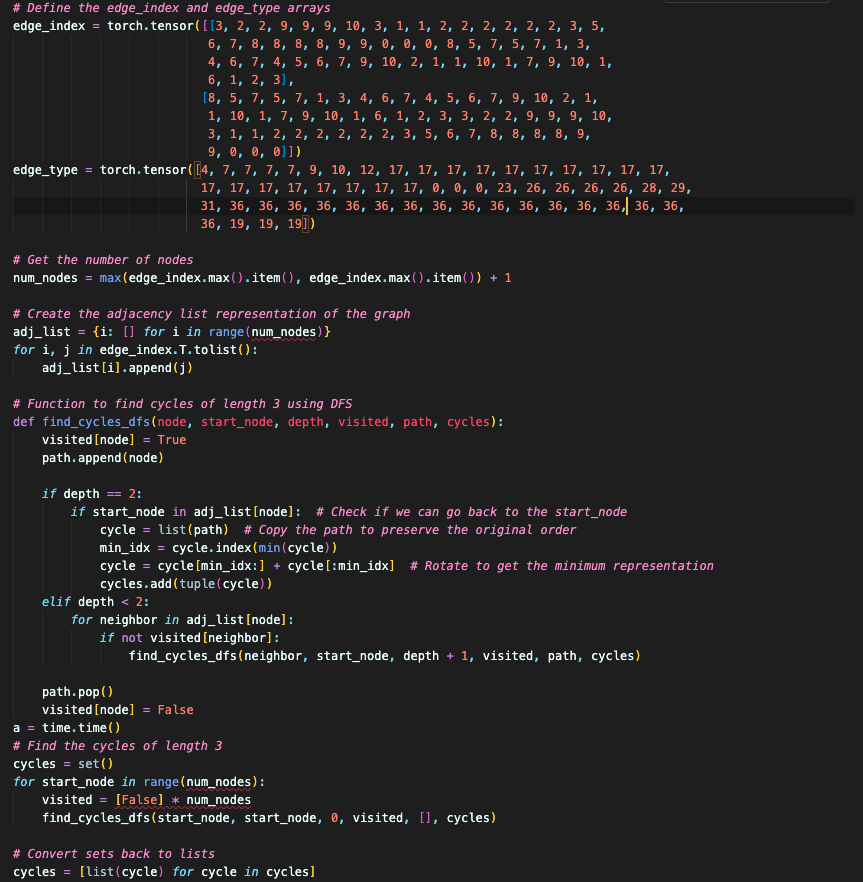 # Define the edge_index and edge_type arrays
edge_index = torch.tensor([[3, 2, 2, 9, 9, 9, 10, 3, 1, 1, 2, 2, 2, 2, 2, 2, 3, 5,
6, 7, 8, 8, 8, 8, 9, 9, 0, 0, 0, 8, 5, 7, 5, 7, 1, 3,
4, 6, 7, 4, 5, 6, 7, 9, 10, 2, 1, 1, 10, 1, 7, 9, 10, 1,
6, 1, 2, 3],
[8, 5, 7, 5, 7, 1, 3, 4, 6, 7, 4, 5, 6, 7, 9, 10, 2, 1,
1, 10, 1, 7, 9, 10, 1, 6, 1, 2, 3, 3, 2, 2, 9, 9, 9, 10,
3, 1, 1, 2, 2, 2, 2, 2, 2, 3, 5, 6, 7, 8, 8, 8, 8, 9,
9, 0, 0, 0]])
edge_type = torch.tensor([4, 7, 7, 7, 7, 9, 10, 12, 17, 17, 17, 17, 17, 17, 17, 17, 17, 17,
17, 17, 17, 17, 17, 17, 17, 17, 0, 0, 0, 23, 26, 26, 26, 26, 28, 29,
31, 36, 36, 36, 36, 36, 36, 36, 36, 36, 36, 36, 36, 36, 36, 36, 36,
36, 19, 19, 19])
# Get the number of nodes
num_nodes = max(edge_index.max().item(), edge_index.max().item()) + 1
# Create the adjacency list representation of the graph
adj_list = {i: [] for i in range(num_nodes)}
for i, j in edge_index.T.tolist():
adj_list[i].append(j)
# Function to find cycles of length 3 using DFS
def find_cycles_dfs(node, start_node, depth, visited, path, cycles):
visited[node] = True
path.append(node)
if depth == 2:
if start_node in adj_list[node]:  # Check if we can go back to the start_node
cycle = list(path)  # Copy the path to preserve the original order
min_idx = cycle.index(min(cycle))
cycle = cycle[min_idx:] + cycle[:min_idx]  # Rotate to get the minimum representation
cycles.add(tuple(cycle))
elif depth < 2:
for neighbor in adj_list[node]:
if not visited[neighbor]:
find_cycles_dfs(neighbor, start_node, depth + 1, visited, path, cycles)
path.pop()
visited[node] = False
a = time.time()
# Find the cycles of length 3
cycles = set()
for start_node in range(num_nodes):
visited = [False] * num_nodes
find_cycles_dfs(start_node, start_node, 0, visited, [], cycles)
# Convert sets back to lists
cycles = [list(cycle) for cycle in cycles]